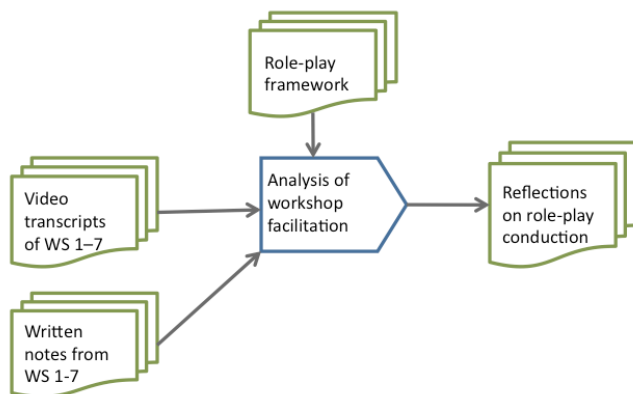 Role-play
framework
Video
transcripts
of WS 1–7
Analysis of
workshop
facilitation
Reflections
on role-play
conduction
Written
notes from
WS 1-7